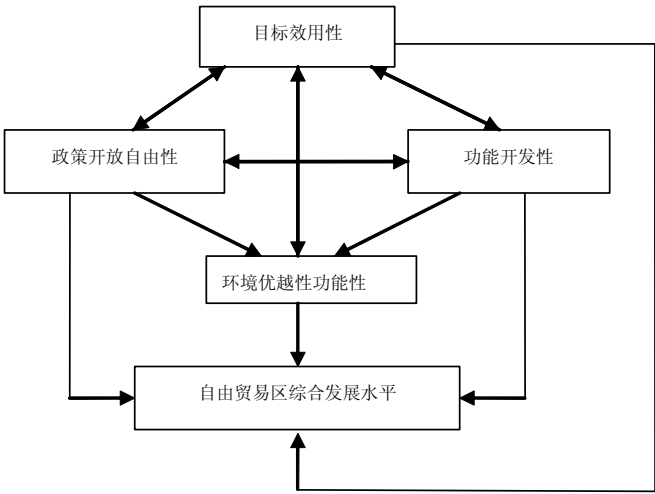 目标效用性
政策开放自由性
功能开发性
环境优越性功能性
自由贸易区综合发展水平